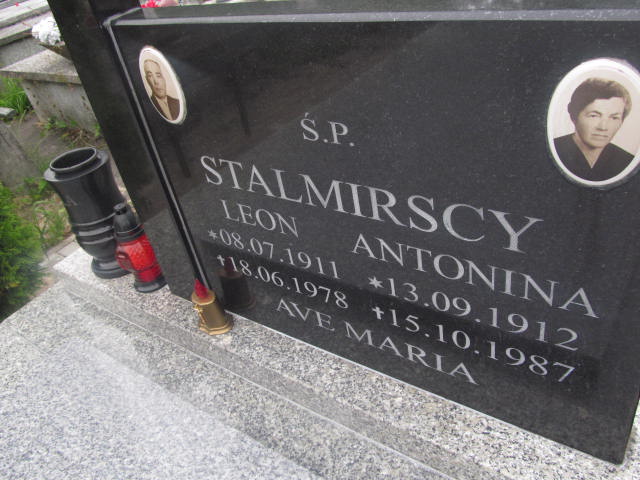 Ś.P.
STALMIRSCY
LEON ANTONINA
*08.07.1911 *13.09.1912
✝18.06.1978 ✝15.10.1987
AVE MARIA